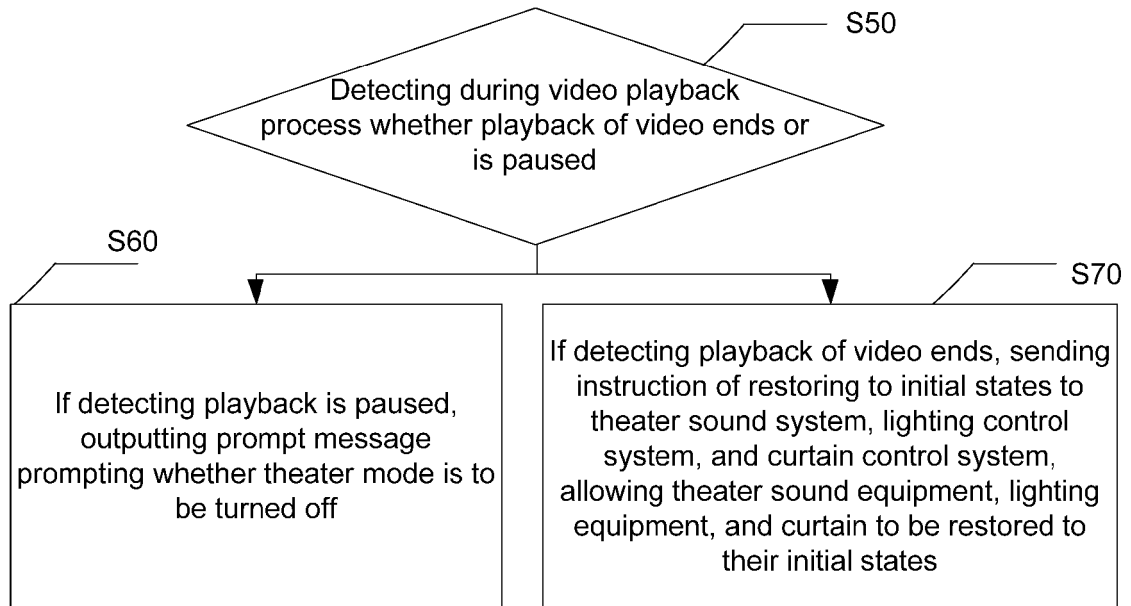 S50
Detecting during video playback
process whether playback of video ends or
is paused
S60
If detecting playback is paused,
outputting prompt message
prompting whether theater mode is to
be turned off
S70
If detecting playback of video ends, sending
instruction of restoring to initial states to
theater sound system, lighting control
system, and curtain control system,
allowing theater sound equipment, lighting
equipment, and curtain to be restored to
their initial states